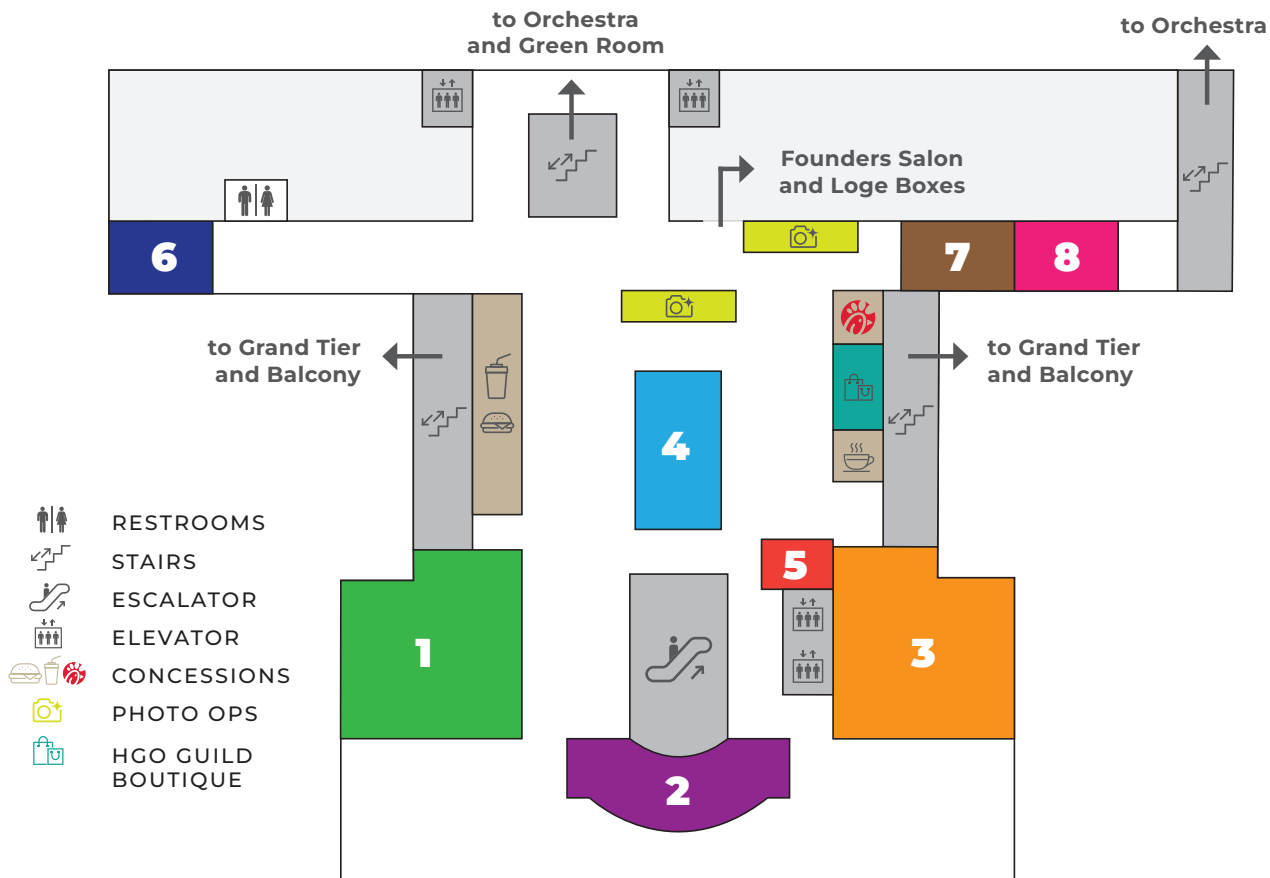 to Orchestra
and Green Room
to Orchestra
Founders Salon
and Loge Boxes
6
7
8
to Grand Tier
and Balcony
to Grand Tier
and Balcony
4
RESTROOMS
STAIRS
ESCALATOR
ELEVATOR
CONCESSIONS
PHOTO OPS
HGO GUILD
BOUTIQUE
5
1
3
2